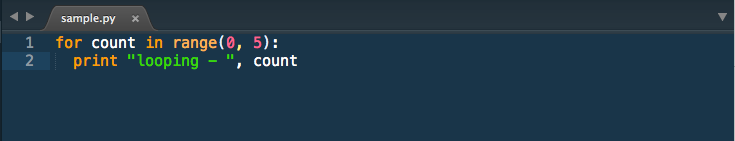 sample.py ×
1 for count in range(0, 5):
2   print "looping - ", count